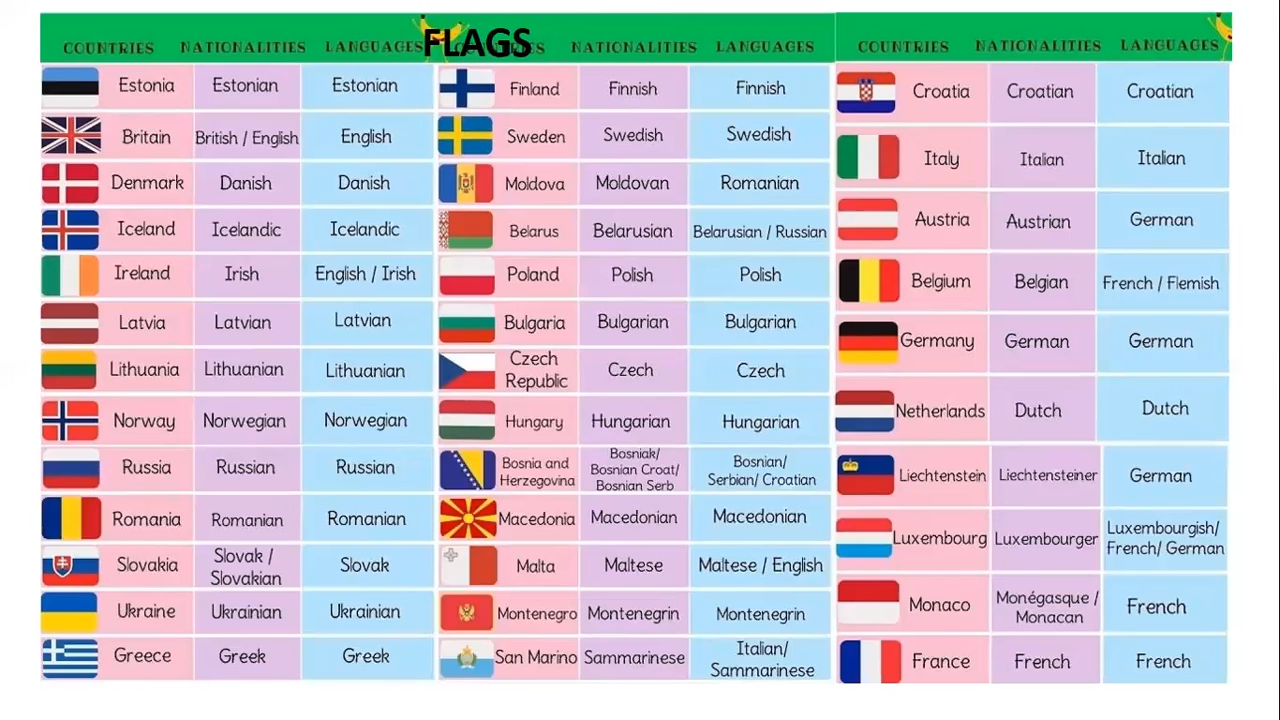 FLAGS
COUNTRIES NATIONALITIES LANGUAGES
Estonia Estonian Estonian
Britain British / English English
Denmark Danish Danish
Iceland Icelandic Icelandic
Ireland Irish English / Irish
Latvia Latvian Latvian
Lithuania Lithuanian Lithuanian
Norway Norwegian Norwegian
Russia Russian Russian
Romania Romanian Romanian
Slovakia Slovak / Slovak
Slovakian
Ukraine Ukrainian Ukrainian
Greece Greek Greek
NATIONALITIES LANGUAGES
Finland Finnish Finnish
Sweden Swedish Swedish
Moldova Moldovan Romanian
Belarus Belarusian Belarusian / Russian
Poland Polish Polish
Bulgaria Bulgarian Bulgarian
Czech
Republic Czech Czech
Hungary Hungarian Hungarian
Bosnia and
Herzegovina
Bosniak/
Bosnian Croat/
Bosnian Serb
Bosnian/
Serbian/ Croatian
Macedonia Macedonian Macedonian
Malta Maltese Maltese / English
Montenegro Montenegrin Montenegrin
San Marino Sammarinese Italian/
Sammarinese
COUNTRIES NATIONALITIES LANGUAGES
Croatia Croatian Croatian
Italy Italian Italian
Austria Austrian German
Belgium Belgian French / Flemish
Germany German German
Netherlands Dutch Dutch
Liechtenstein Liechtensteiner German
Luxembourg Luxembourger Luxembourgish/
French/ German
Monaco Monégasque / French
Monacan
France French French